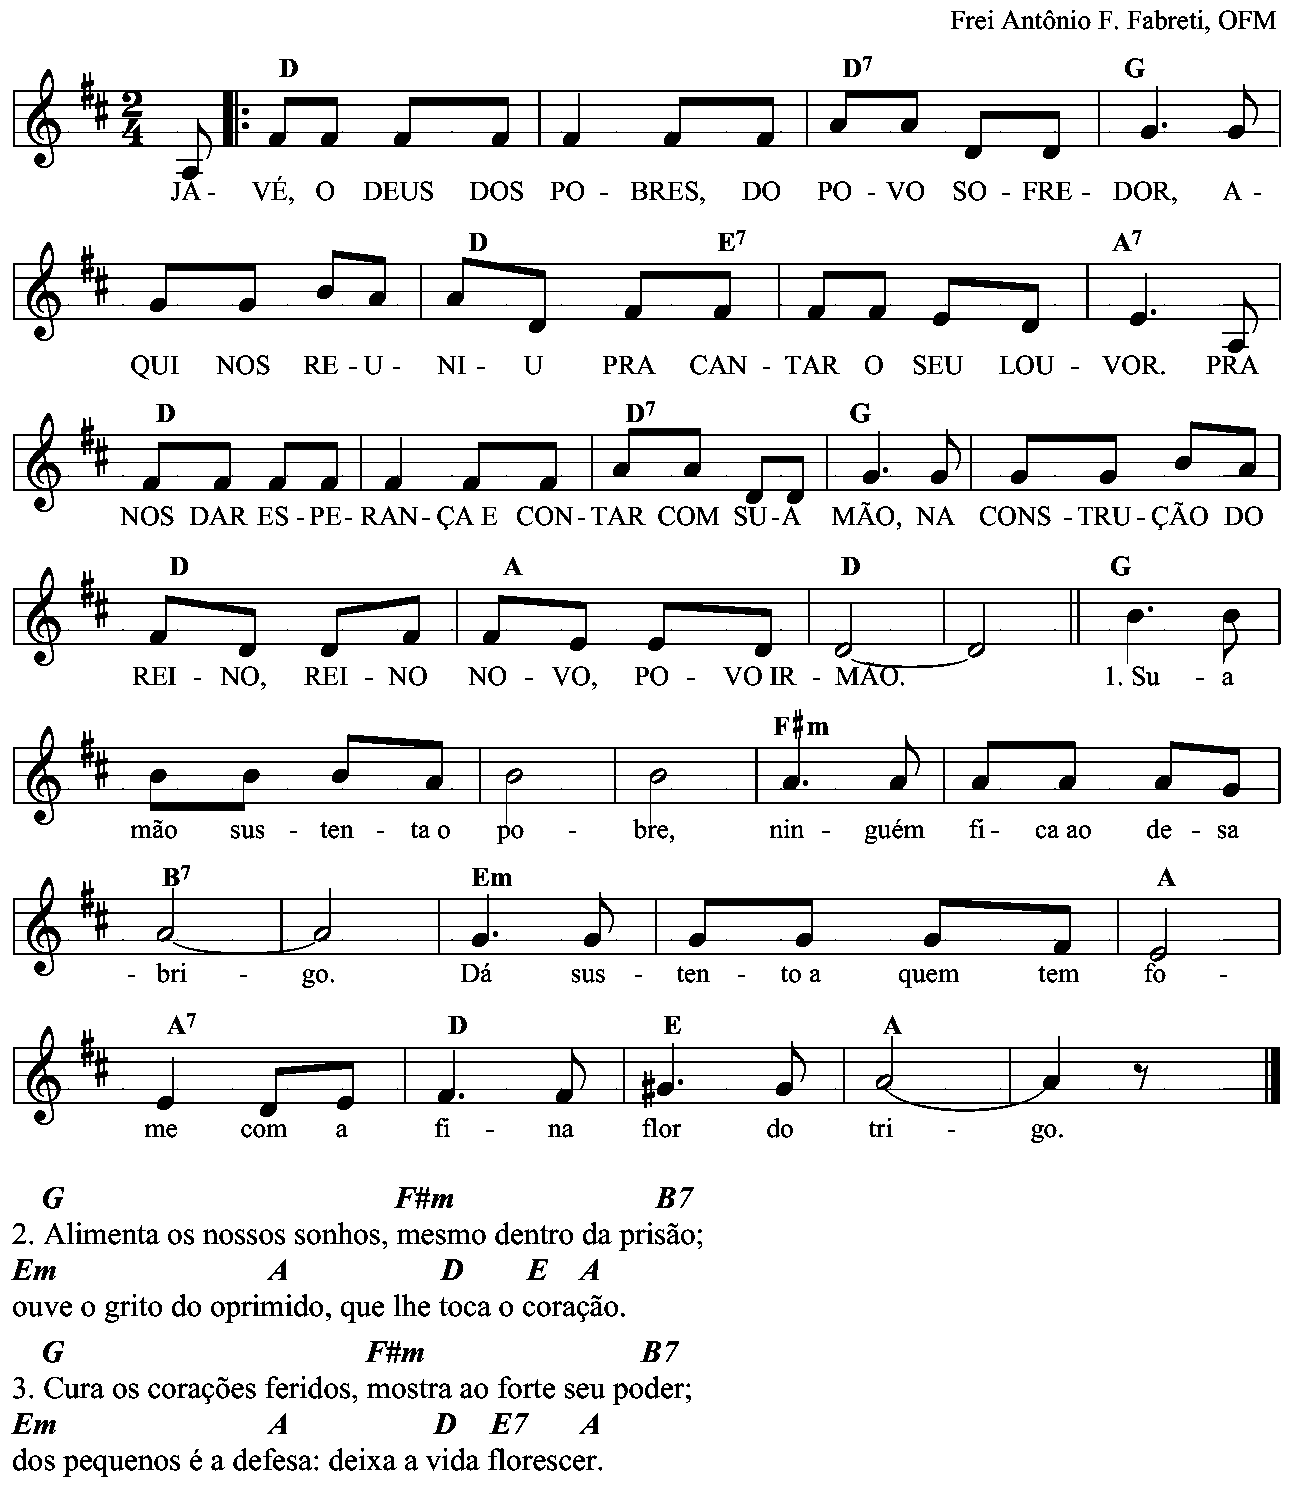 Frei Antônio F. Fabreti, OFM
D D7 G
JA- VÉ, O DEUS DOS PO - BRES, DO PO - VO SO - FRE - DOR, A -
D E7 A7
QUI NOS RE - U - NI - U PRA CAN - TAR O SEU LOU - VOR. PRA
D D7 G
NOS DAR ES - PE - RAN - ÇA E CON - TAR COM SU - A MÃO, NA CONS - TRU - ÇÃO DO
D A D G
REI - NO, REI - NO NO - VO, PO - VO IR - MÃO. 1. Su - a
F#m
mão sus - ten - ta o po - bre, nin - guém fi - ca ao de - sa
B7 Em A
- bri - go. Dá sus - ten - to a quem tem fo -
A7 D E A
me com a fi - na flor do tri - go.
G F#m B7
2. Alimenta os nossos sonhos, mesmo dentro da prisão;
Em A D E A
ouve o grito do oprimido, que lhe toca o coração.
G F#m B7
3. Cura os corações feridos, mostra ao forte seu poder;
Em A D E7 A
dos pequenos é a defesa: deixa a vida florescer.